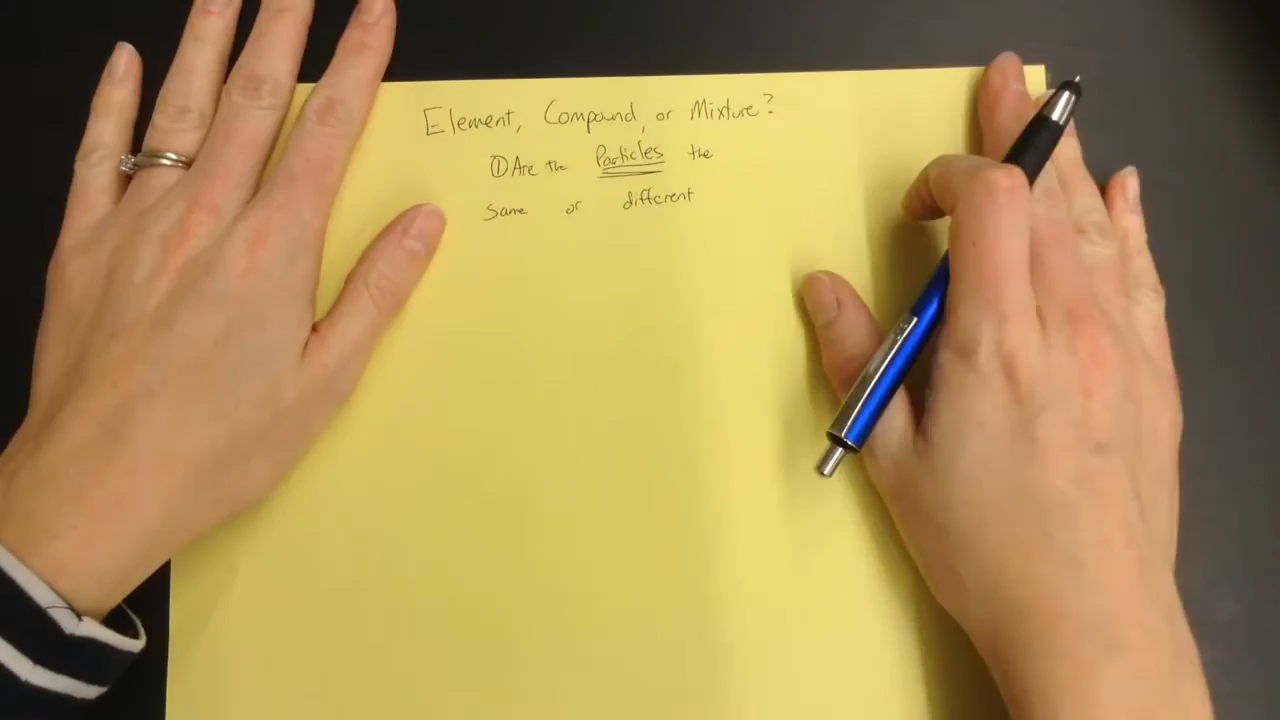 Element, Compound, or Mixture?
① Are the Particles the
Same or different